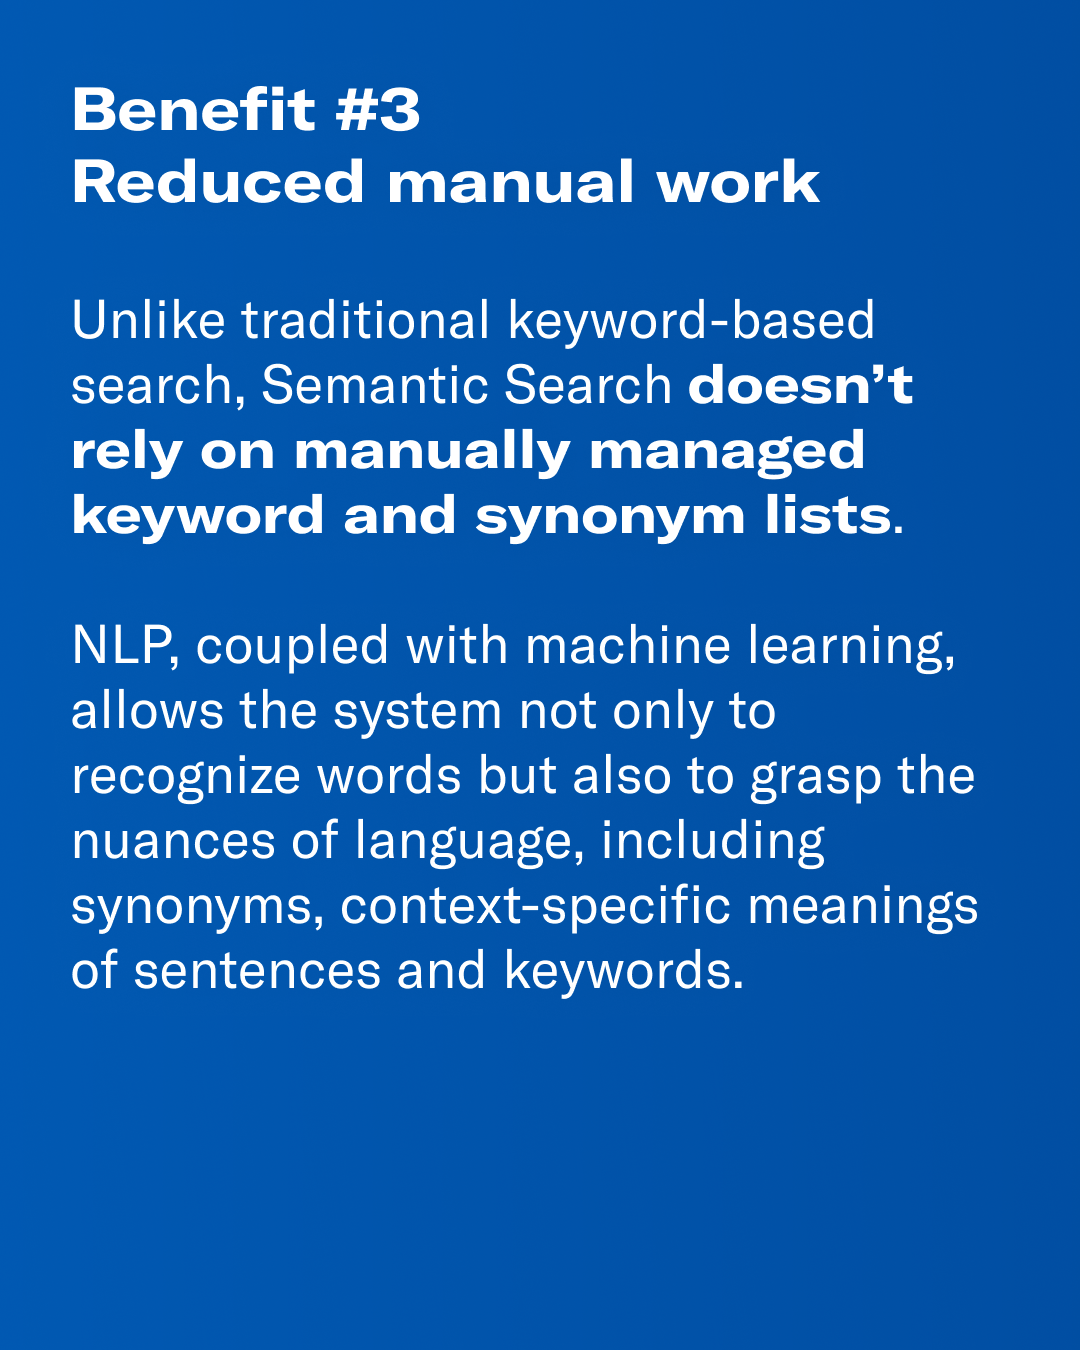 Benefit #3
Reduced manual work
Unlike traditional keyword-based
search, Semantic Search doesn’t
rely on manually managed
keyword and synonym lists.
NLP, coupled with machine learning,
allows the system not only to
recognize words but also to grasp the
nuances of language, including
synonyms, context-specific meanings
of sentences and keywords.